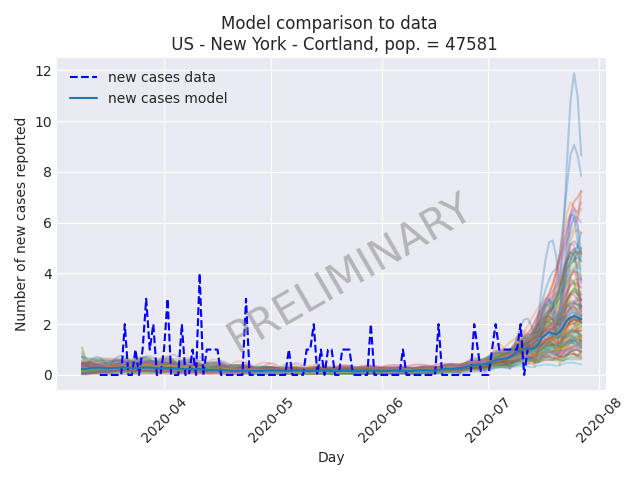 Model comparison to data
US - New York - Cortland, pop. = 47581
new cases data
new cases model
PRELIMINARY
Number of new cases reported
12
10
8
6
4
2
0
2020-04
2020-05
2020-06
2020-07
2020-08
Day